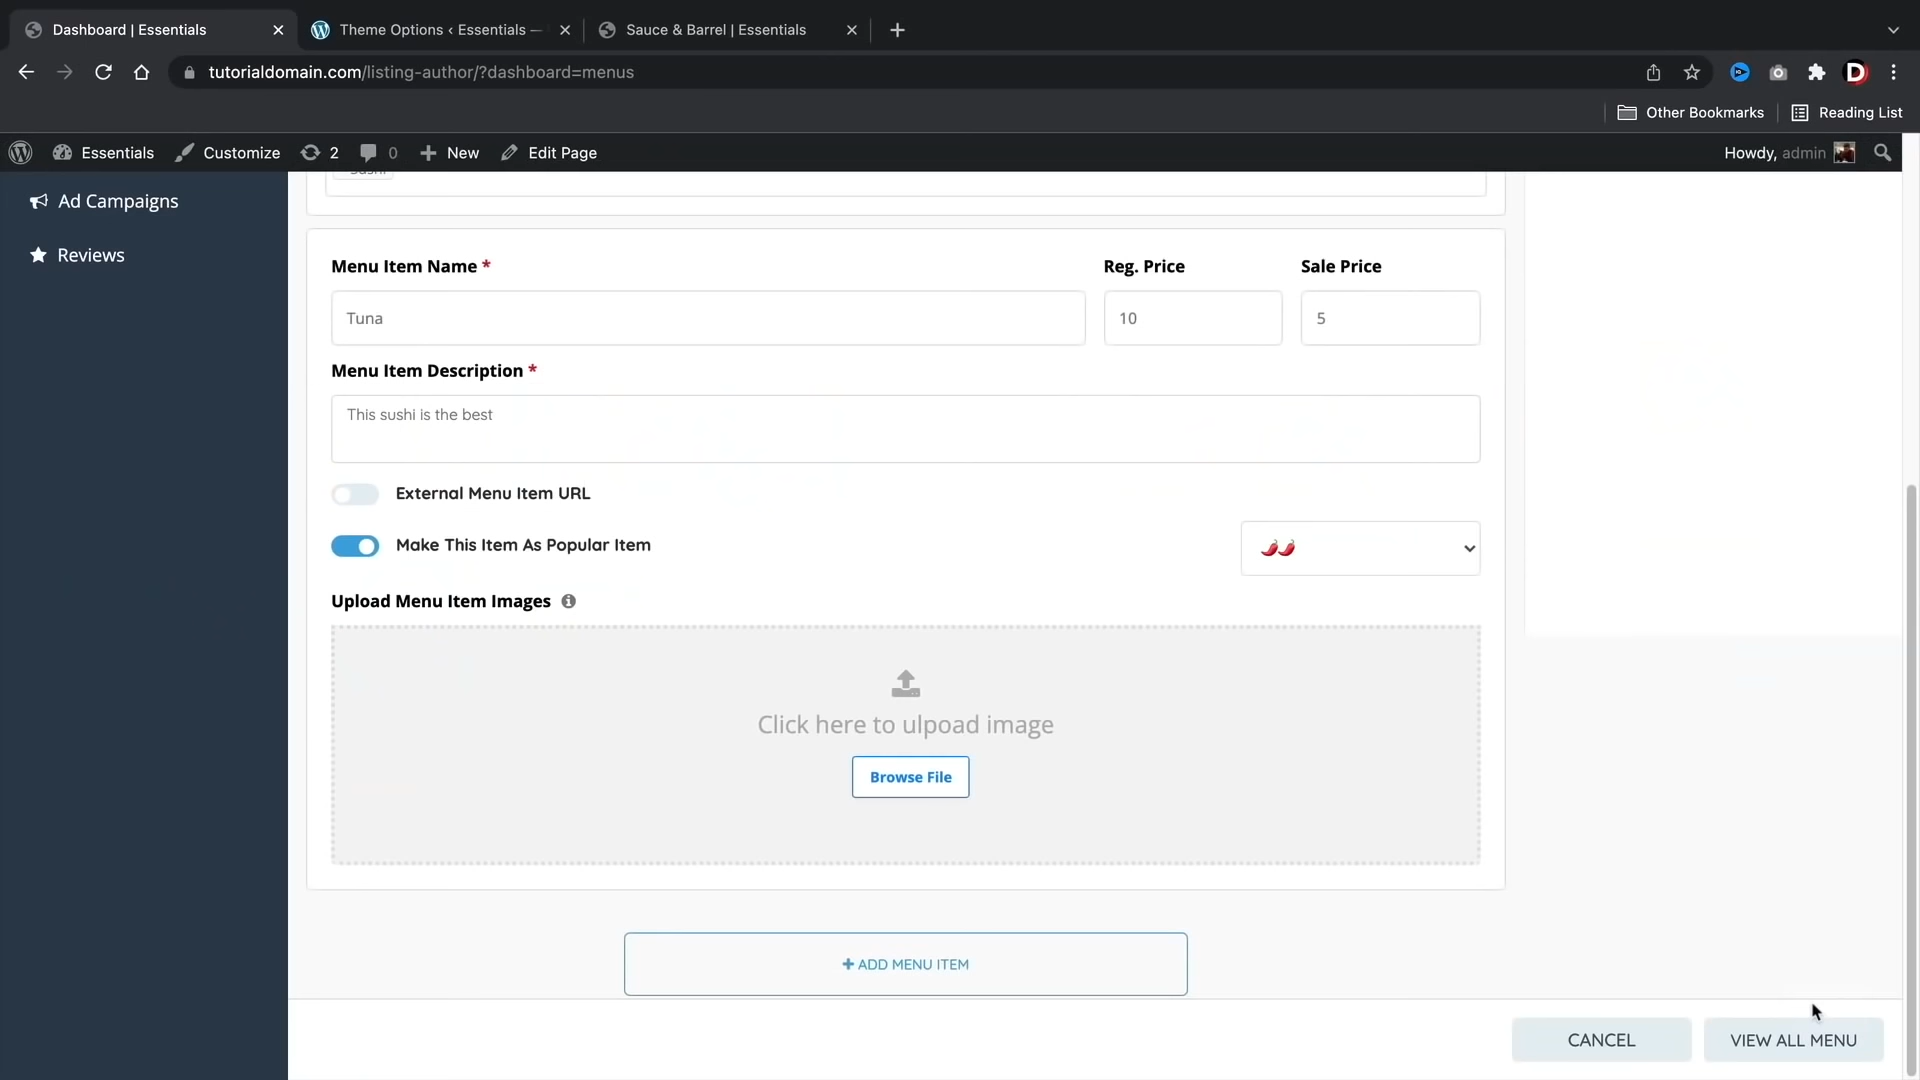 Dashboard | Essentials
Theme Options ‹ Essentials —
Sauce & Barrel | Essentials
tutorialdomain.com/listing-author/?dashboard=menus
Other Bookmarks
Reading List
Essentials
Customize
2
0
New
Edit Page
Howdy, admin
Ad Campaigns
Reviews
Sushi
Menu Item Name *
Reg. Price
Sale Price
Tuna
10
5
Menu Item Description *
This sushi is the best
External Menu Item URL
Make This Item As Popular Item
Upload Menu Item Images
Click here to ulpoad image
Browse File
+ ADD MENU ITEM
CANCEL
VIEW ALL MENU